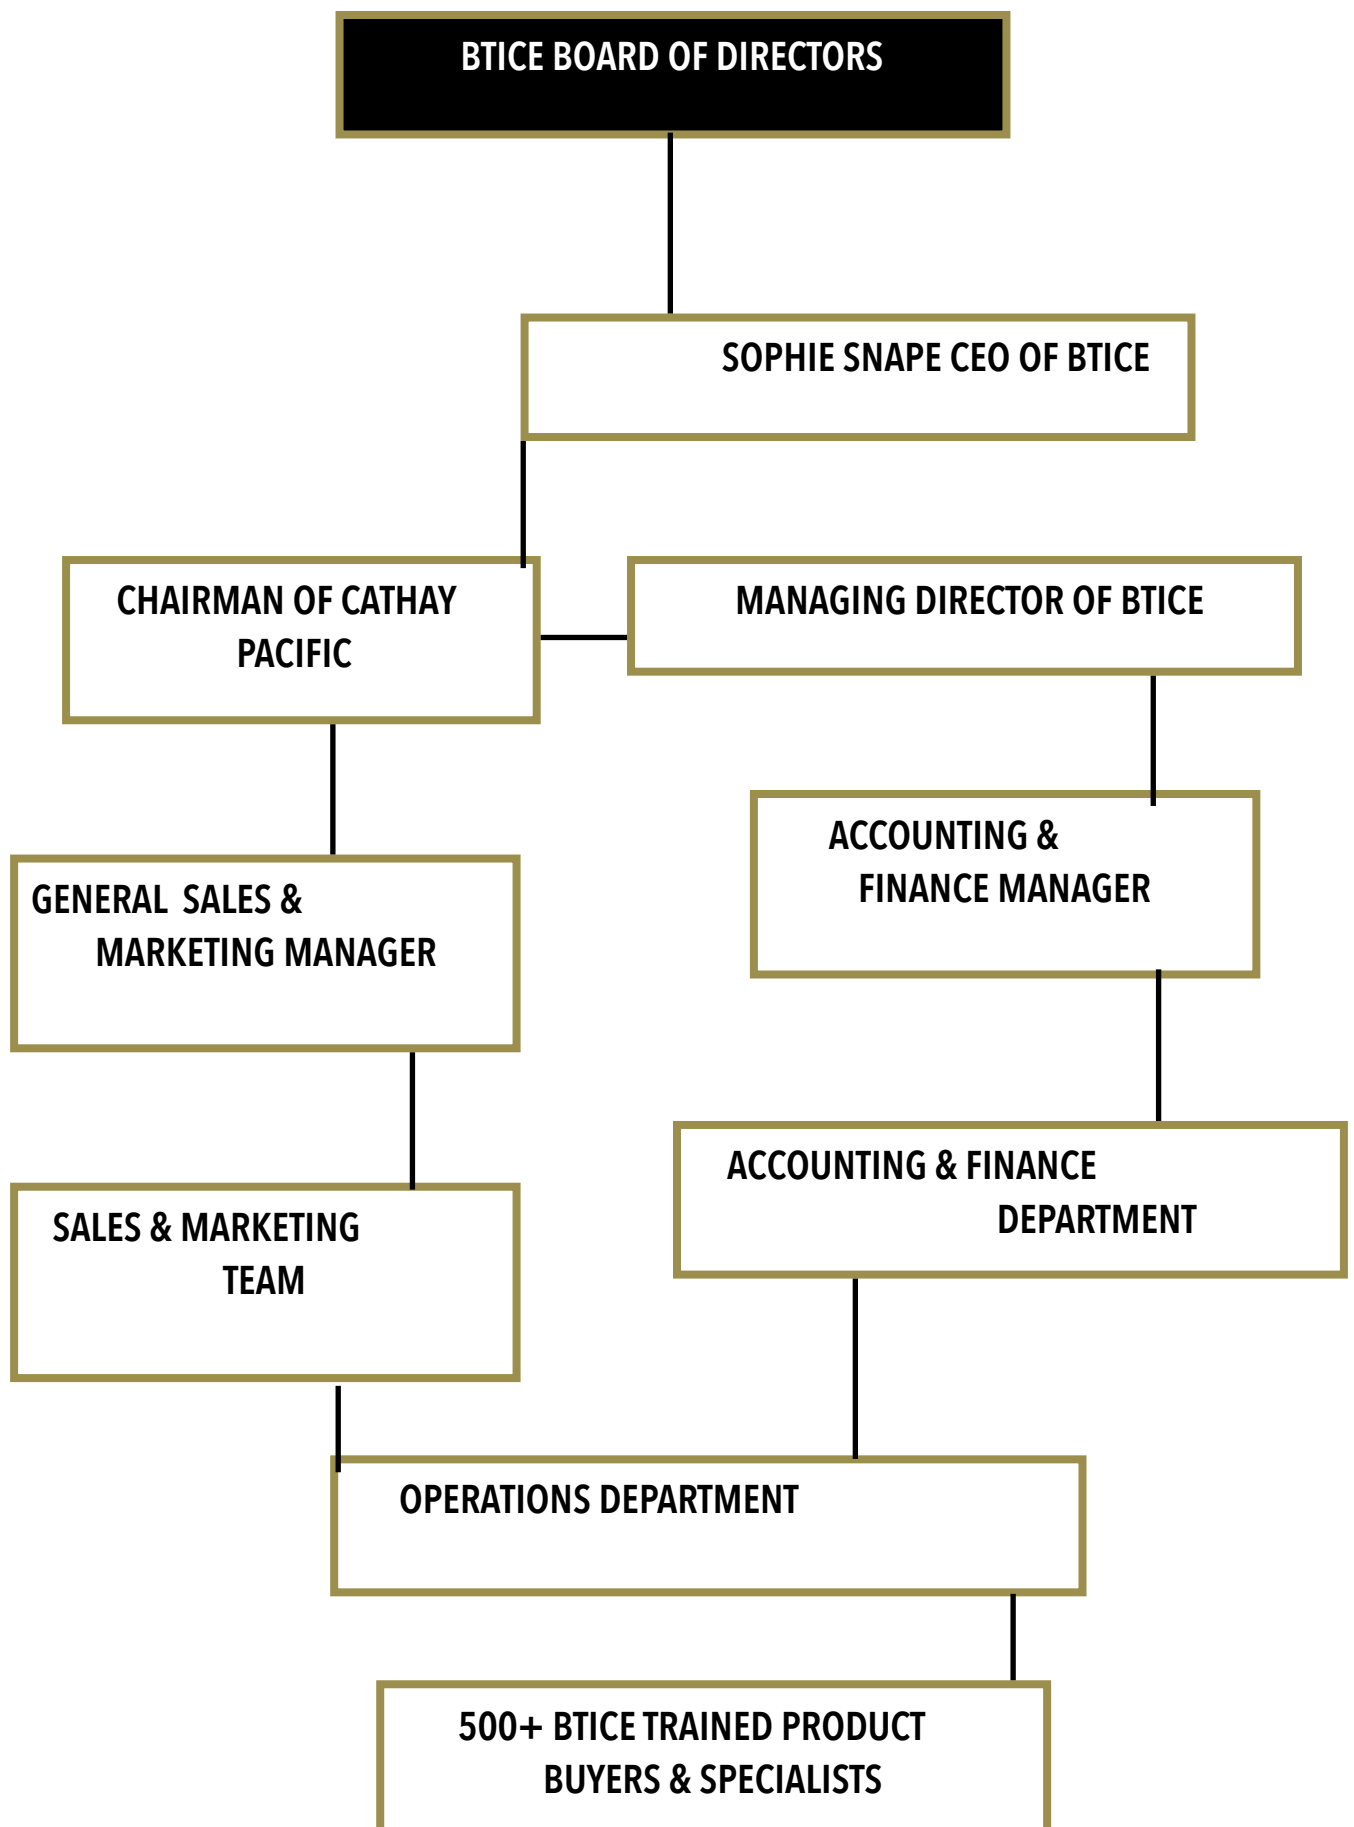 BTICE BOARD OF DIRECTORS
SOPHIE SNAPE CEO OF BTICE
CHAIRMAN OF CATHAY
PACIFIC
MANAGING DIRECTOR OF BTICE
ACCOUNTING &
FINANCE MANAGER
GENERAL SALES &
MARKETING MANAGER
ACCOUNTING & FINANCE
DEPARTMENT
SALES & MARKETING
TEAM
OPERATIONS DEPARTMENT
500+ BTICE TRAINED PRODUCT
BUYERS & SPECIALISTS